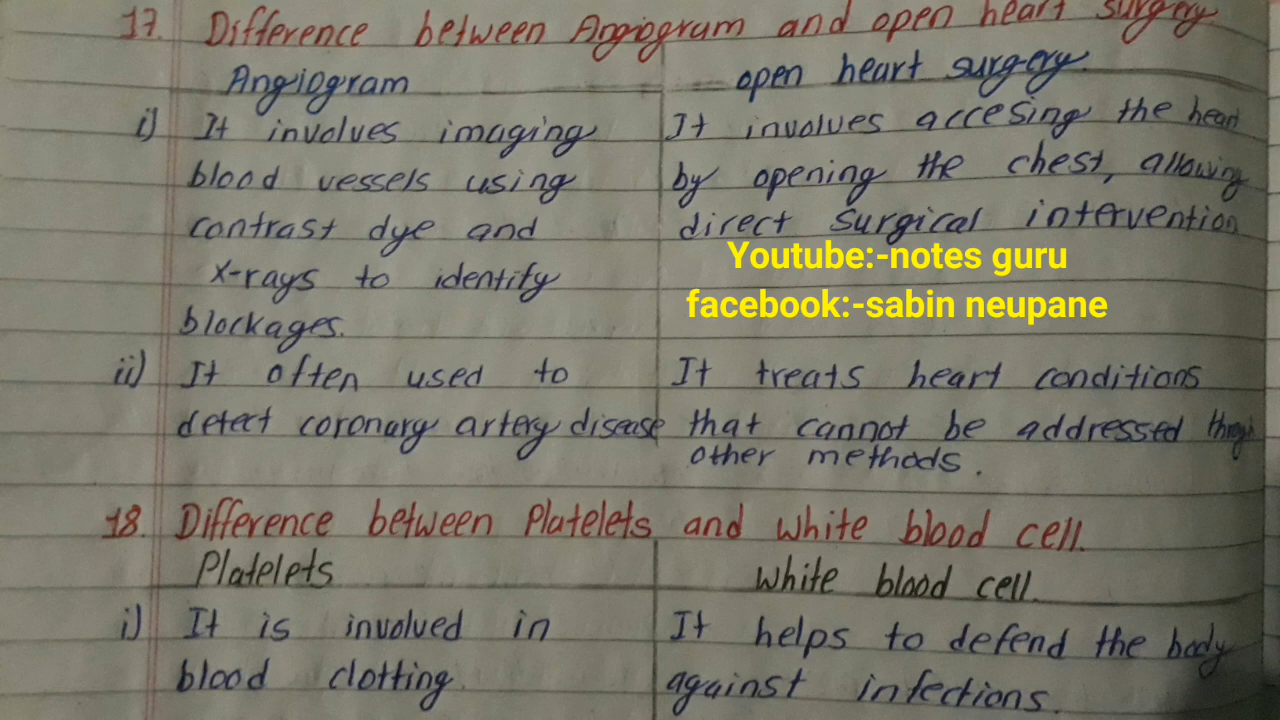 17. Difference between Angiogram and open heart surgery
Angiogram
open heart surgery.
i) It involves imaging
blood vessels using
contrast dye and
x-rays to identify
blockages.
It involves accesing the heart
by opening the chest, allowing
direct surgical intervention
Youtube:-notes guru
facebook:-sabin neupane
ii) It often used to
detect coronary artery disease
It treats heart conditions
that cannot be addressed through
other methods.
18. Difference between Platelets and White blood cell.
Platelets
White blood cell.
i) It is involved in
blood clotting.
It helps to defend the body
against infections.